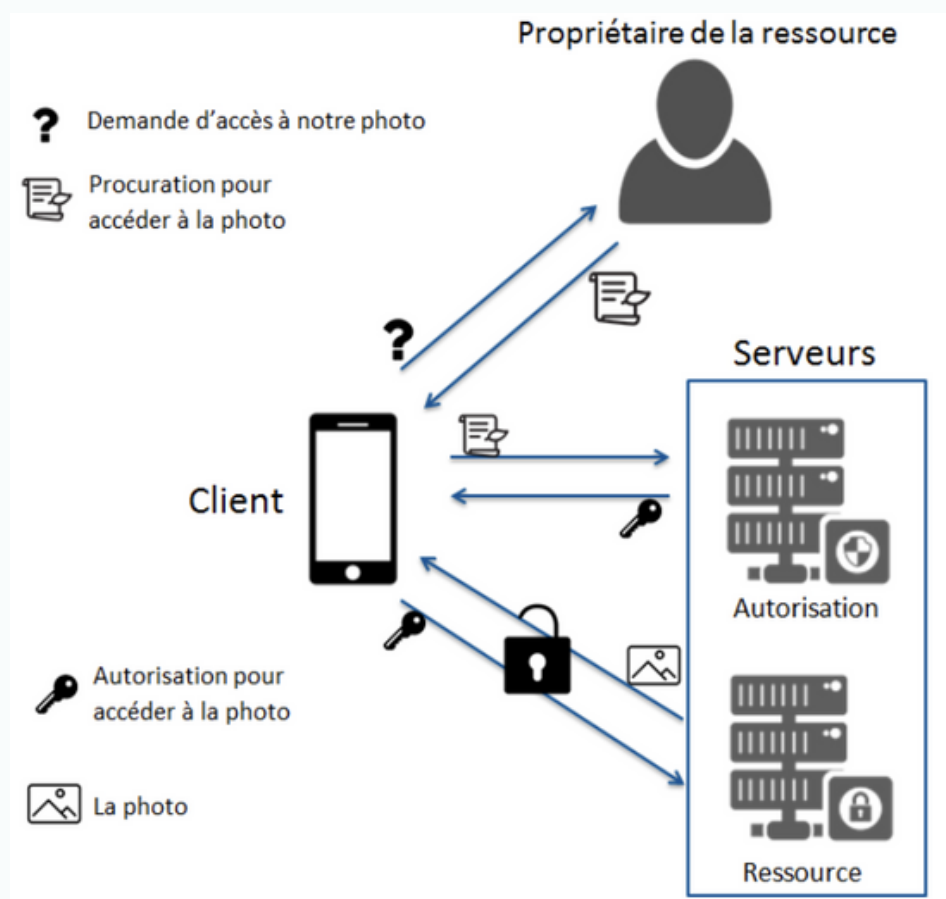 Propriétaire de la ressource
? Demande d'accès à notre photo
Procuration pour
accéder à la photo
?
Serveurs
Client
Autorisation
Autorisation pour
accéder à la photo
La photo
Ressource